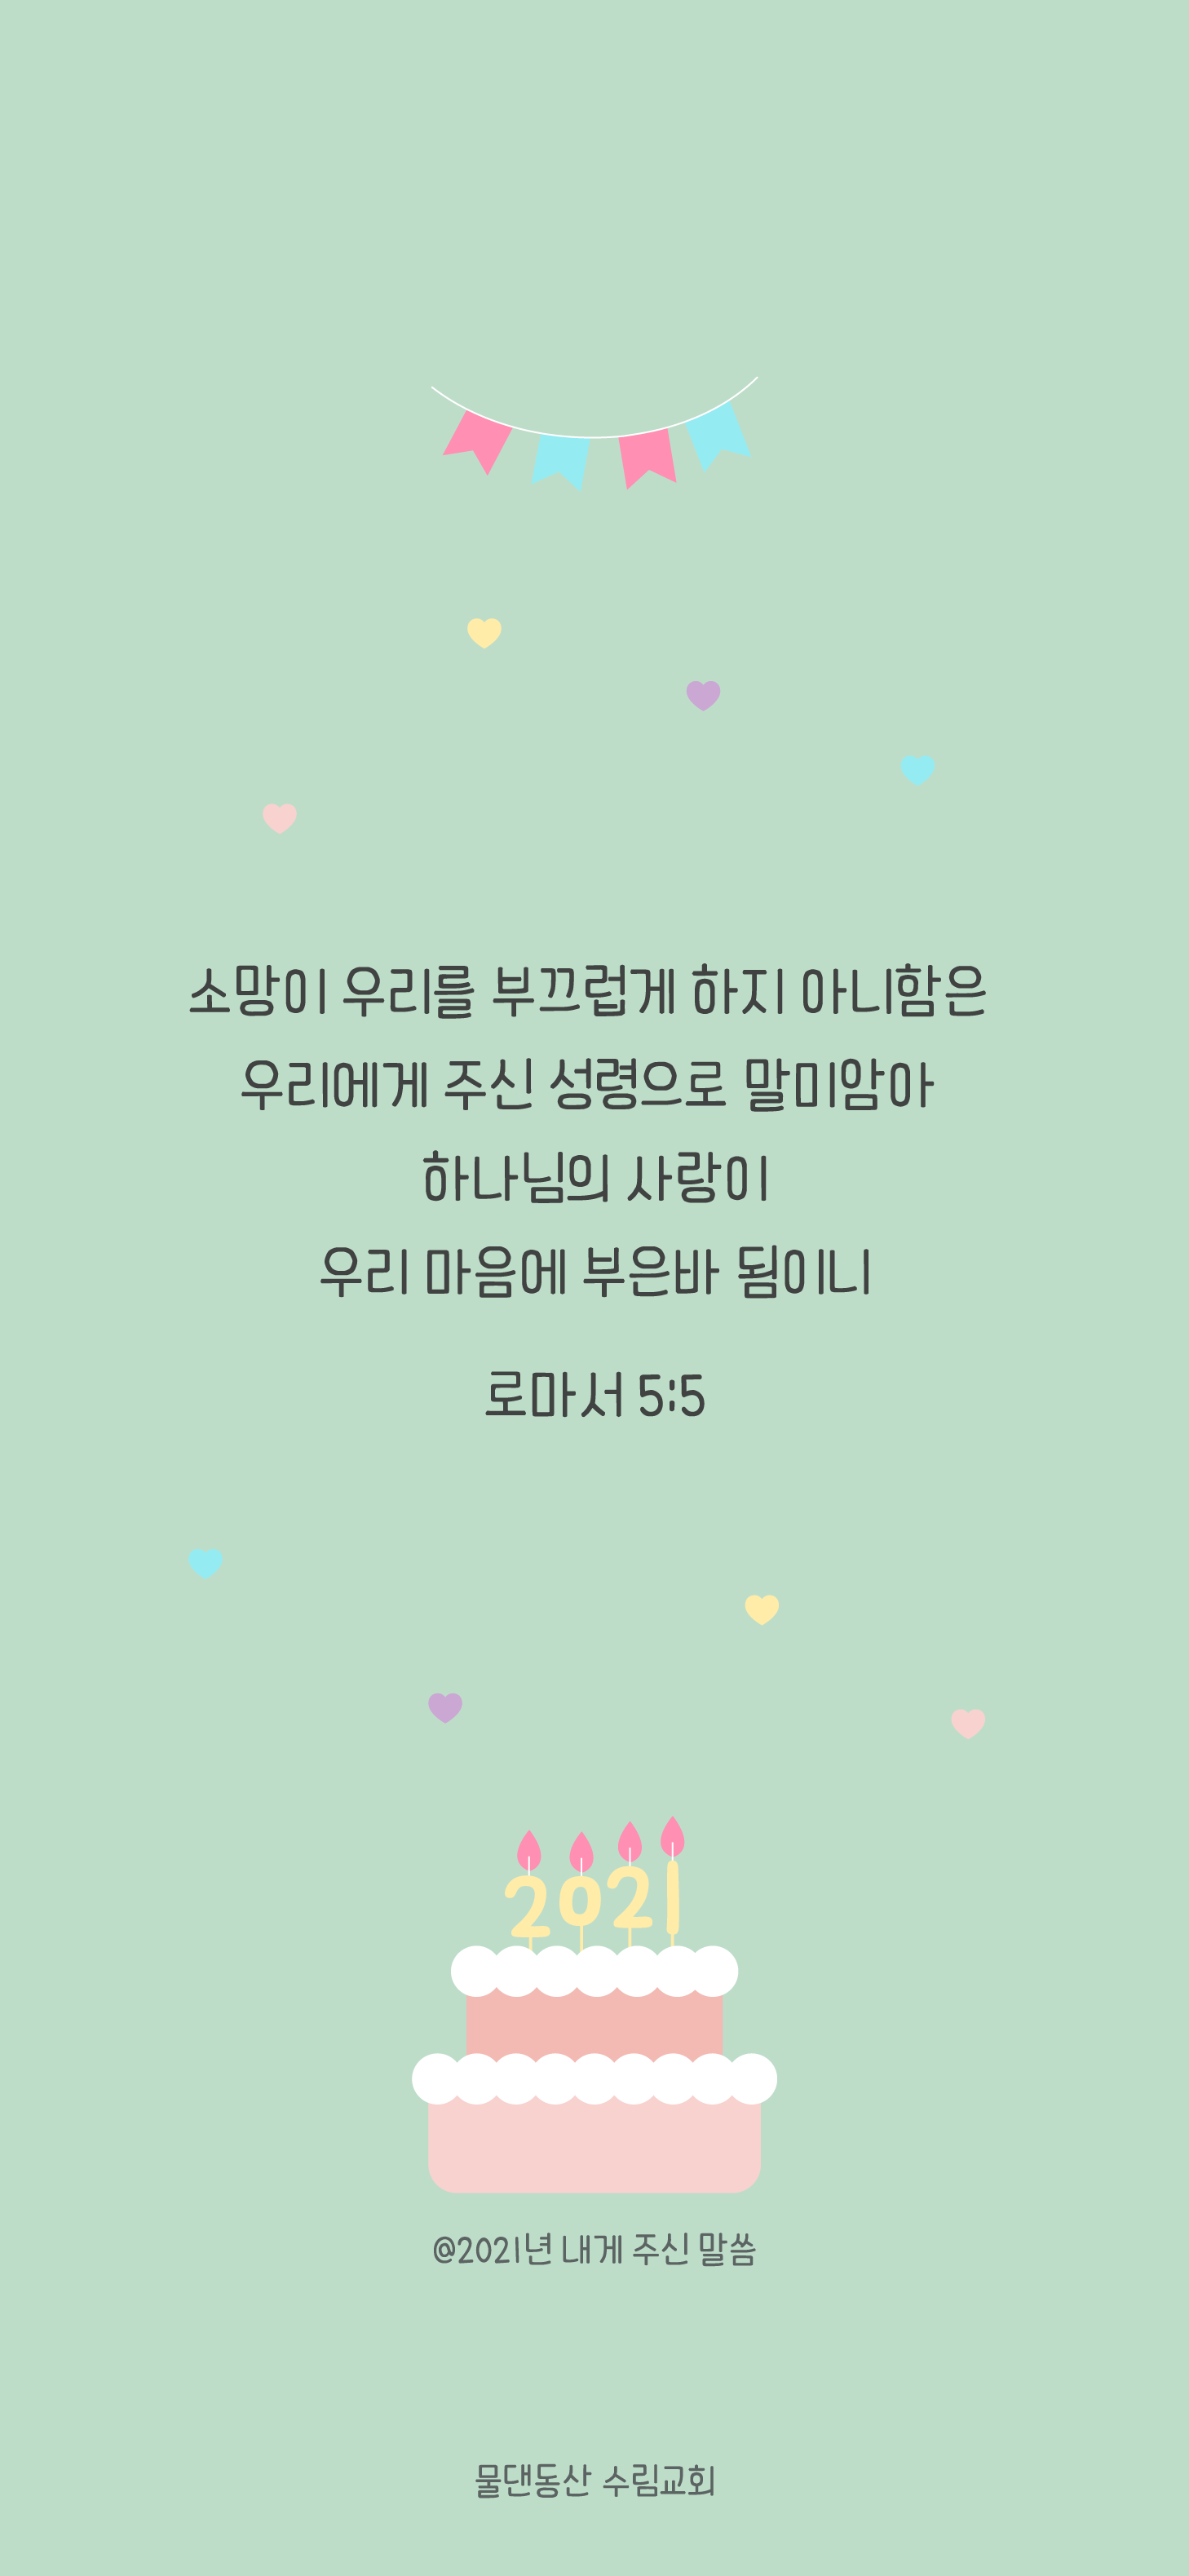 소망이 우리를 부끄럽게 하지 아니함은
우리에게 주신 성령으로 말미암아
하나님의 사랑이
우리 마음에 부은바 됨이니
로마서 5:5
2021
@2021년 내게 주신 말씀
물댄동산 수림교회